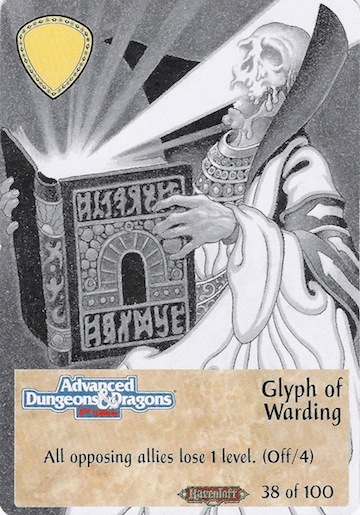 Advanced
Dungeons & Dragons
2nd Edition
Glyph of
Warding
All opposing allies lose 1 level. (Off/4)
Ravenloft
38 of 100